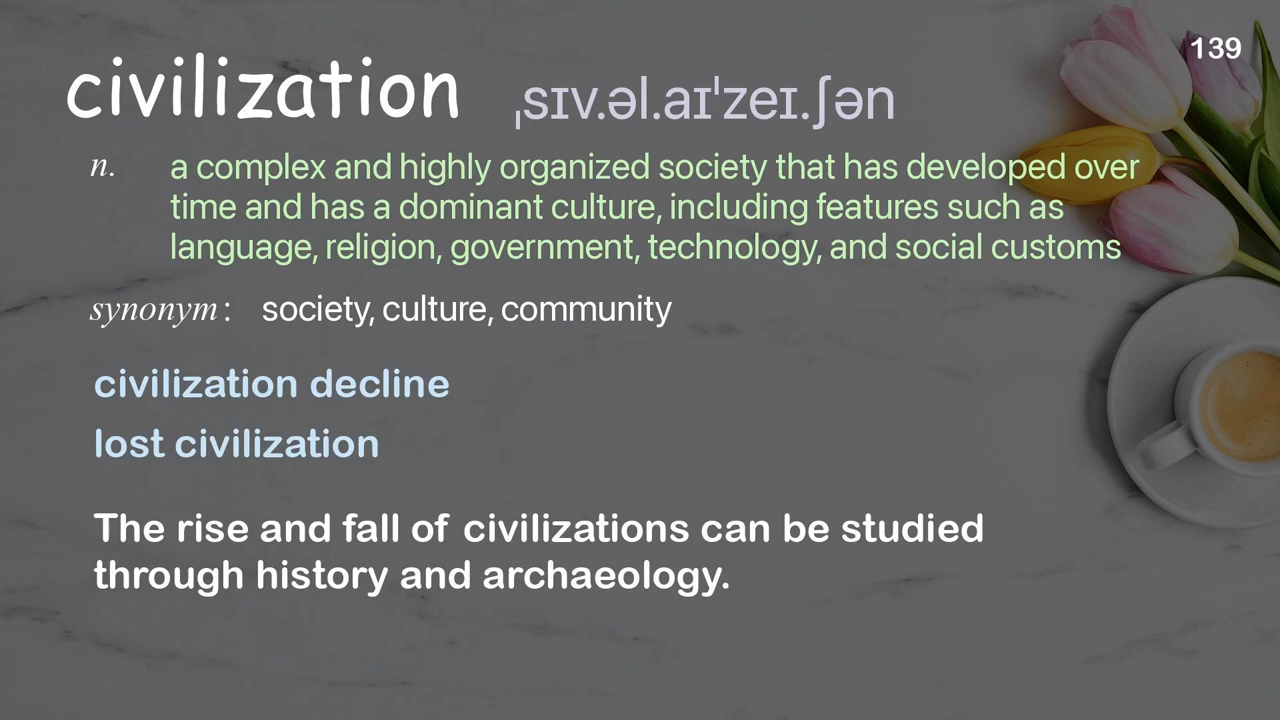 139
civilization ˌsɪv.əl.aɪˈzeɪ.ʃən
n. a complex and highly organized society that has developed over
time and has a dominant culture, including features such as
language, religion, government, technology, and social customs
synonym: society, culture, community
civilization decline
lost civilization
The rise and fall of civilizations can be studied
through history and archaeology.